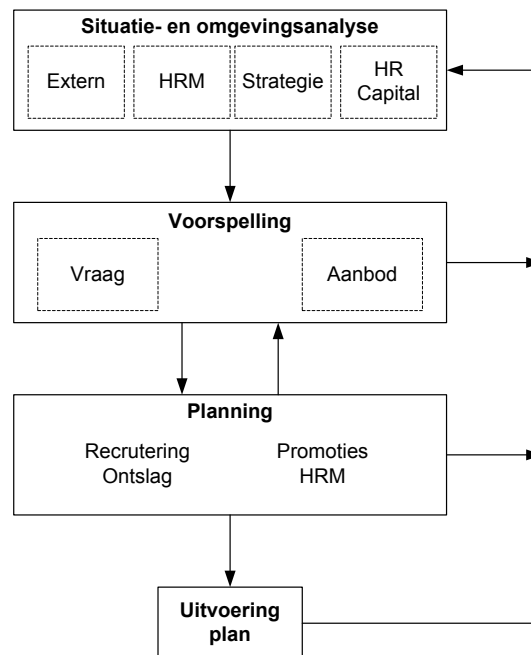 Situatie- en omgevingsanalyse
Extern
HRM
Strategie
HR
Capital
Voorspelling
Vraag
Aanbod
Planning
Recrutering
Ontslag
Promoties
HRM
Uitvoering
plan